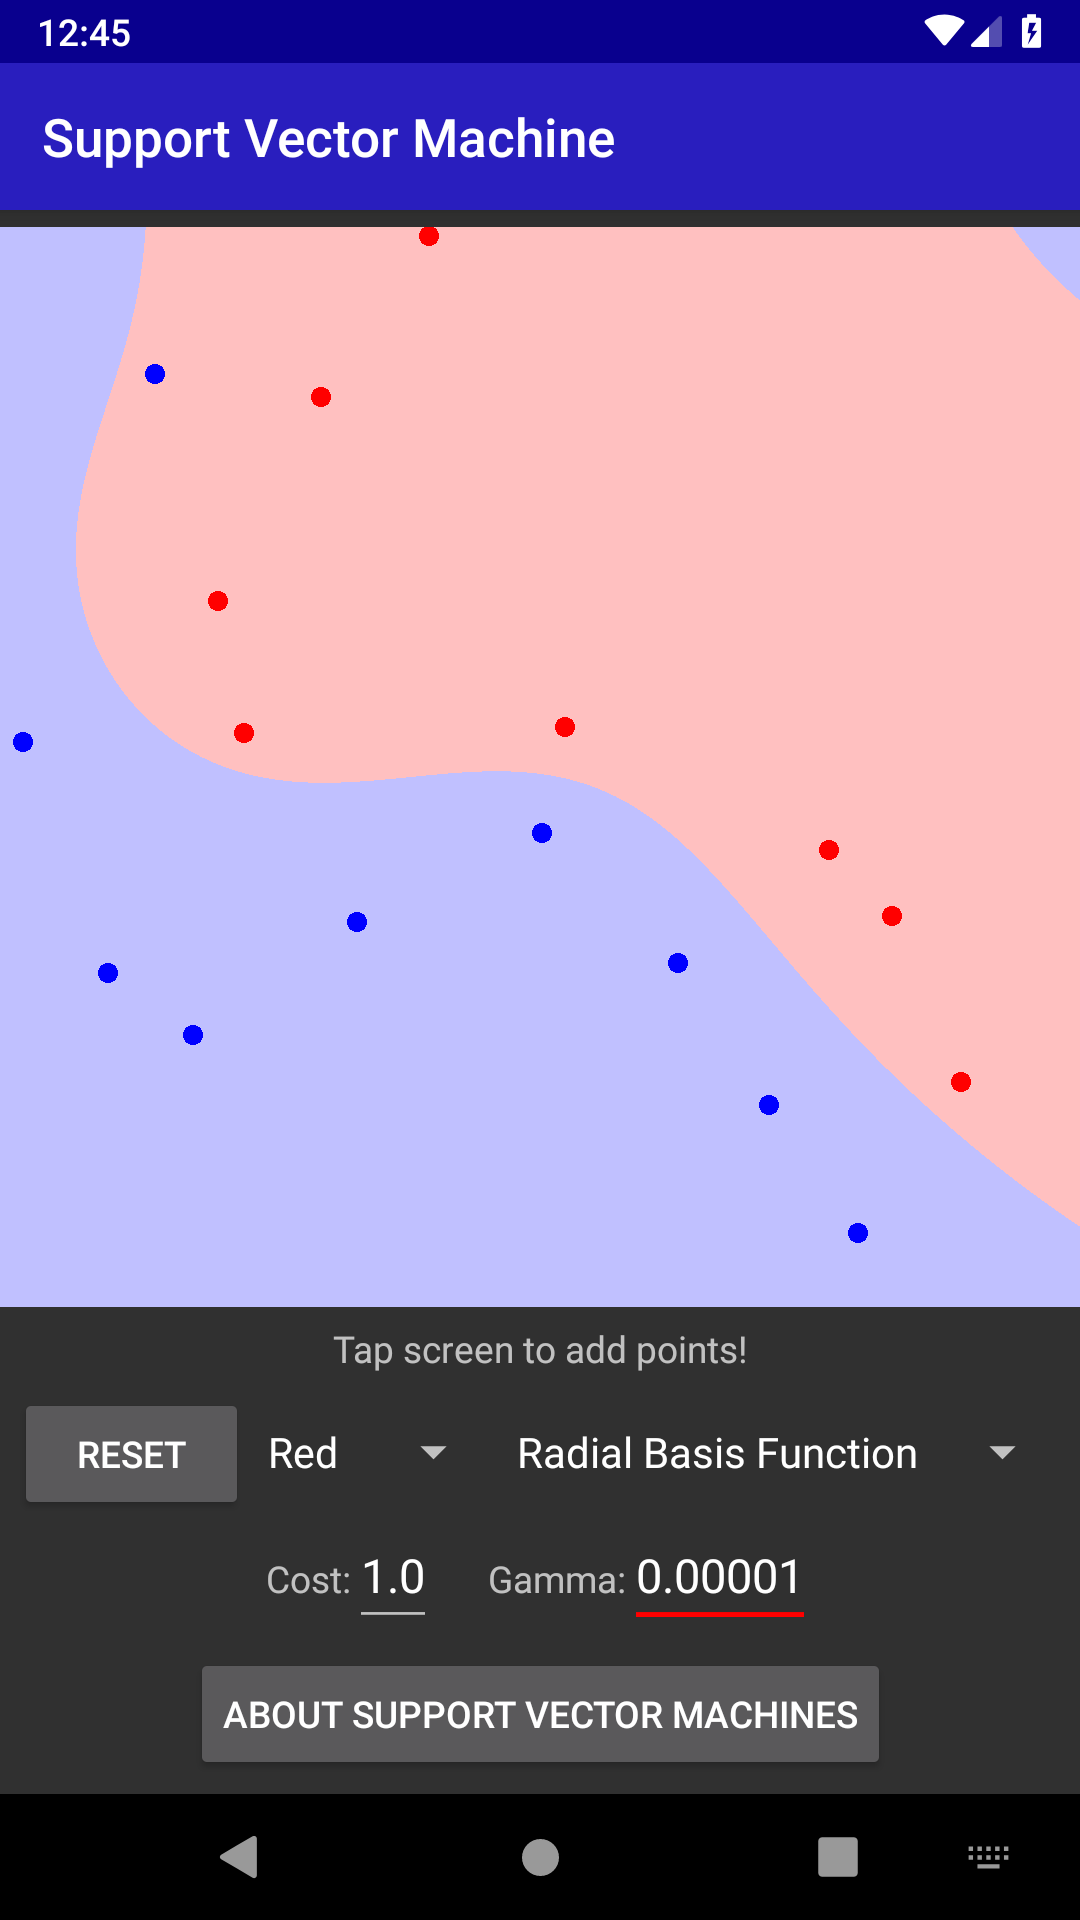 12:45
Support Vector Machine
Tap screen to add points!
RESET Red Radial Basis Function
Cost: 1.0 Gamma: 0.00001
ABOUT SUPPORT VECTOR MACHINES